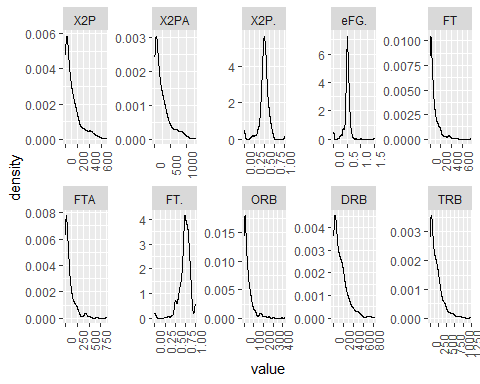 X2P X2PA X2P. eFG. FT
0.006 0.003 4 6 0.0100
0.004 0.002 2 4 0.0075
0.002 0.001 0 2 0.0050
0.000 0.000 0 0.0025
0.0000
0 200 400 600 0 500 1000 0.00 0.25 0.50 0.75 1.00 0.0 0.5 1.0 1.5 0 200 400 600
density
FTA FT. ORB DRB TRB
0.008 4 0.015 0.004 0.003
0.006 3 0.010 0.003 0.002
0.004 2 0.005 0.002 0.001
0.002 1 0.000 0.001 0.000
0.000 0 0.000
0 250 500 750 0.00 0.25 0.50 0.75 1.00 0 100 200 300 400 0 200 400 600 800 0 250 500 750 1000 1250
value